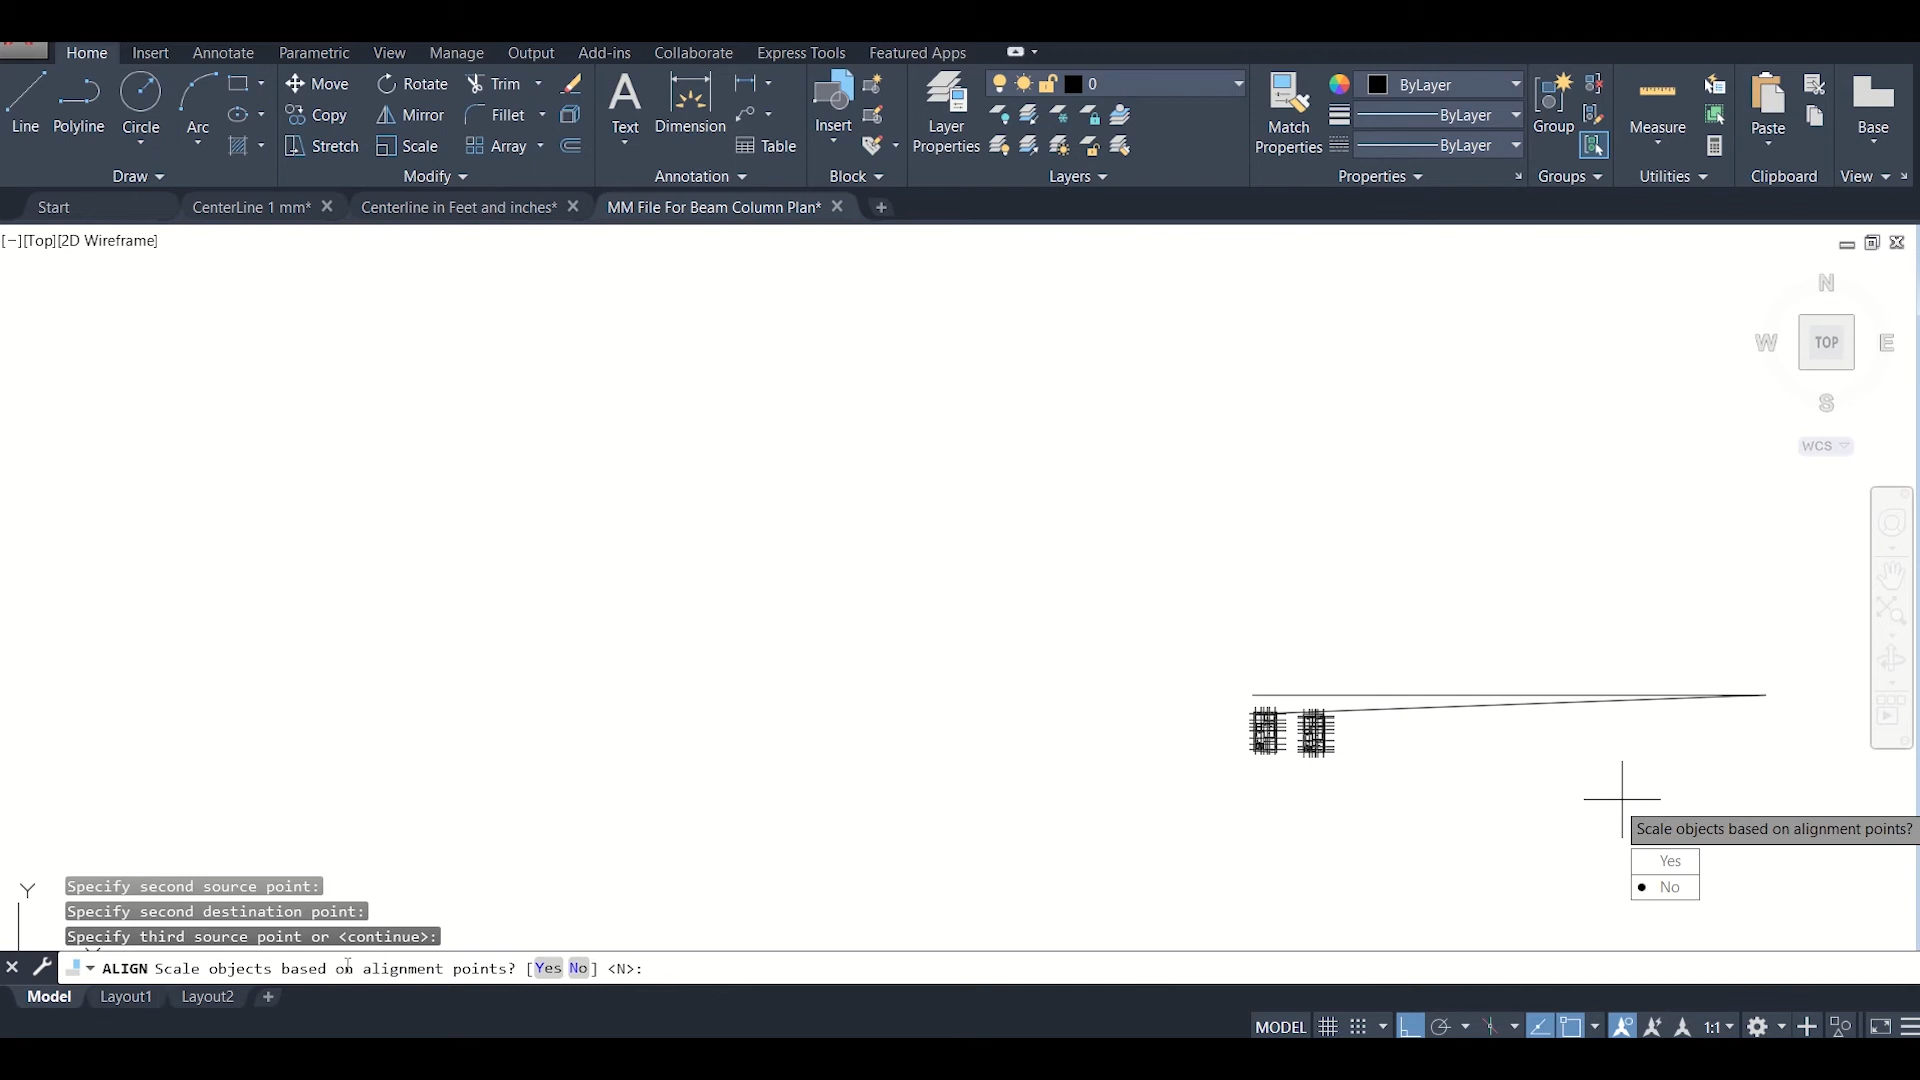 Home Insert Annotate Parametric View Manage Output Add-ins Collaborate Express Tools Featured Apps
Line Polyline Circle Arc
Move Rotate Trim
Copy Mirror Fillet
Stretch Scale Array
Text Dimension Table
Insert
Layer Properties
0
Match Properties
ByLayer
ByLayer
ByLayer
Group
Measure
Paste
Base
Draw Modify Annotation Block Layers Properties Groups Utilities Clipboard View
Start CenterLine 1 mm* Centerline in Feet and inches* MM File For Beam Column Plan*
[−][Top][2D Wireframe]
N
W TOP E
S
WCS
Scale objects based on alignment points?
Yes
No
Y
Specify second source point:
Specify second destination point:
Specify third source point or <continue>:
ALIGN Scale objects based on alignment points? [Yes No] <N>:
Model Layout1 Layout2
MODEL 1:1